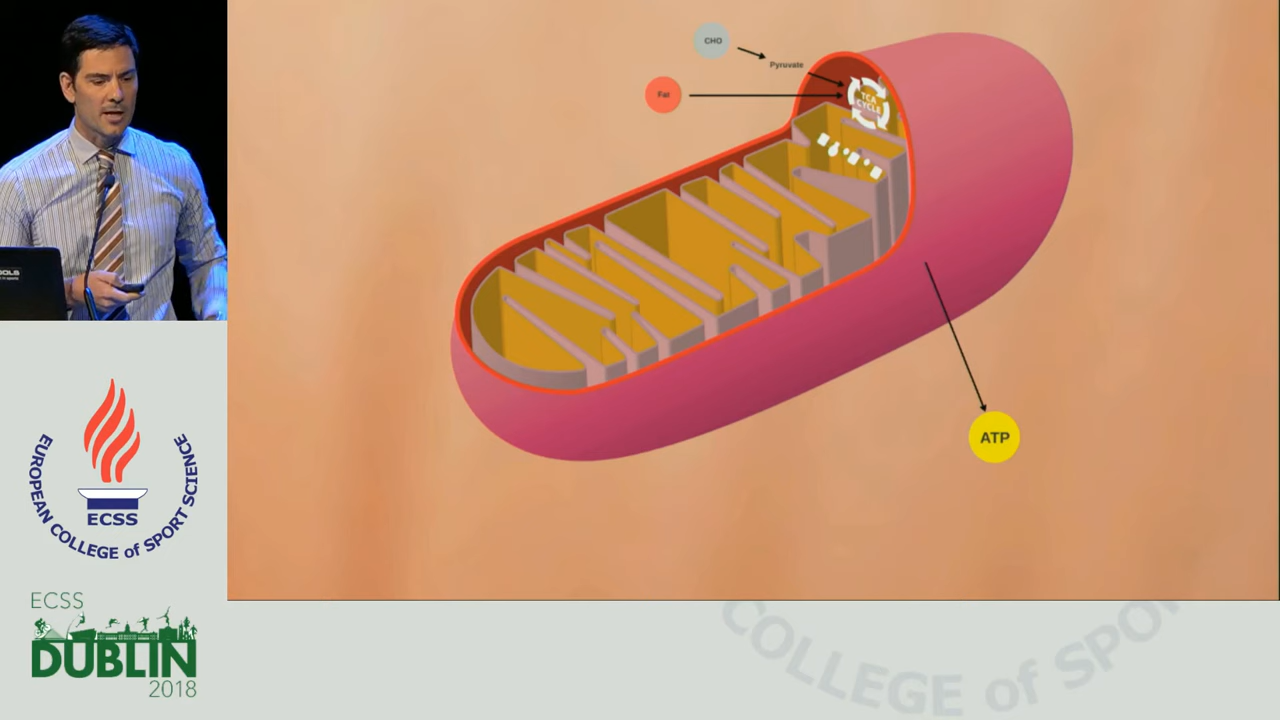 CHO
Pyruvate
Fat
TCA
CYCLE
ATP
EUROPEAN COLLEGE of SPORT SCIENCE
ECSS
ECSS
DUBLIN
2018
COLLEGE of SPOR